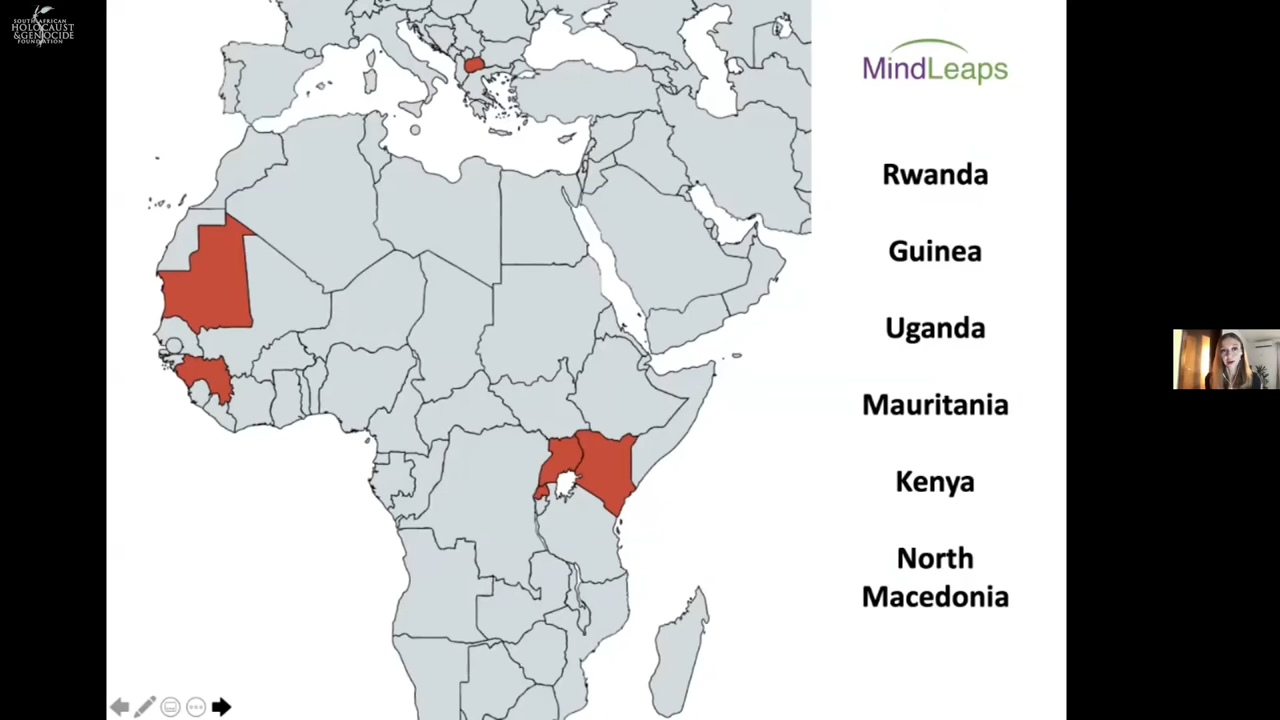 SOUTH AFRICAN
HOLOCAUST
& GENOCIDE
FOUNDATION
MindLeaps
Rwanda
Guinea
Uganda
Mauritania
Kenya
North
Macedonia